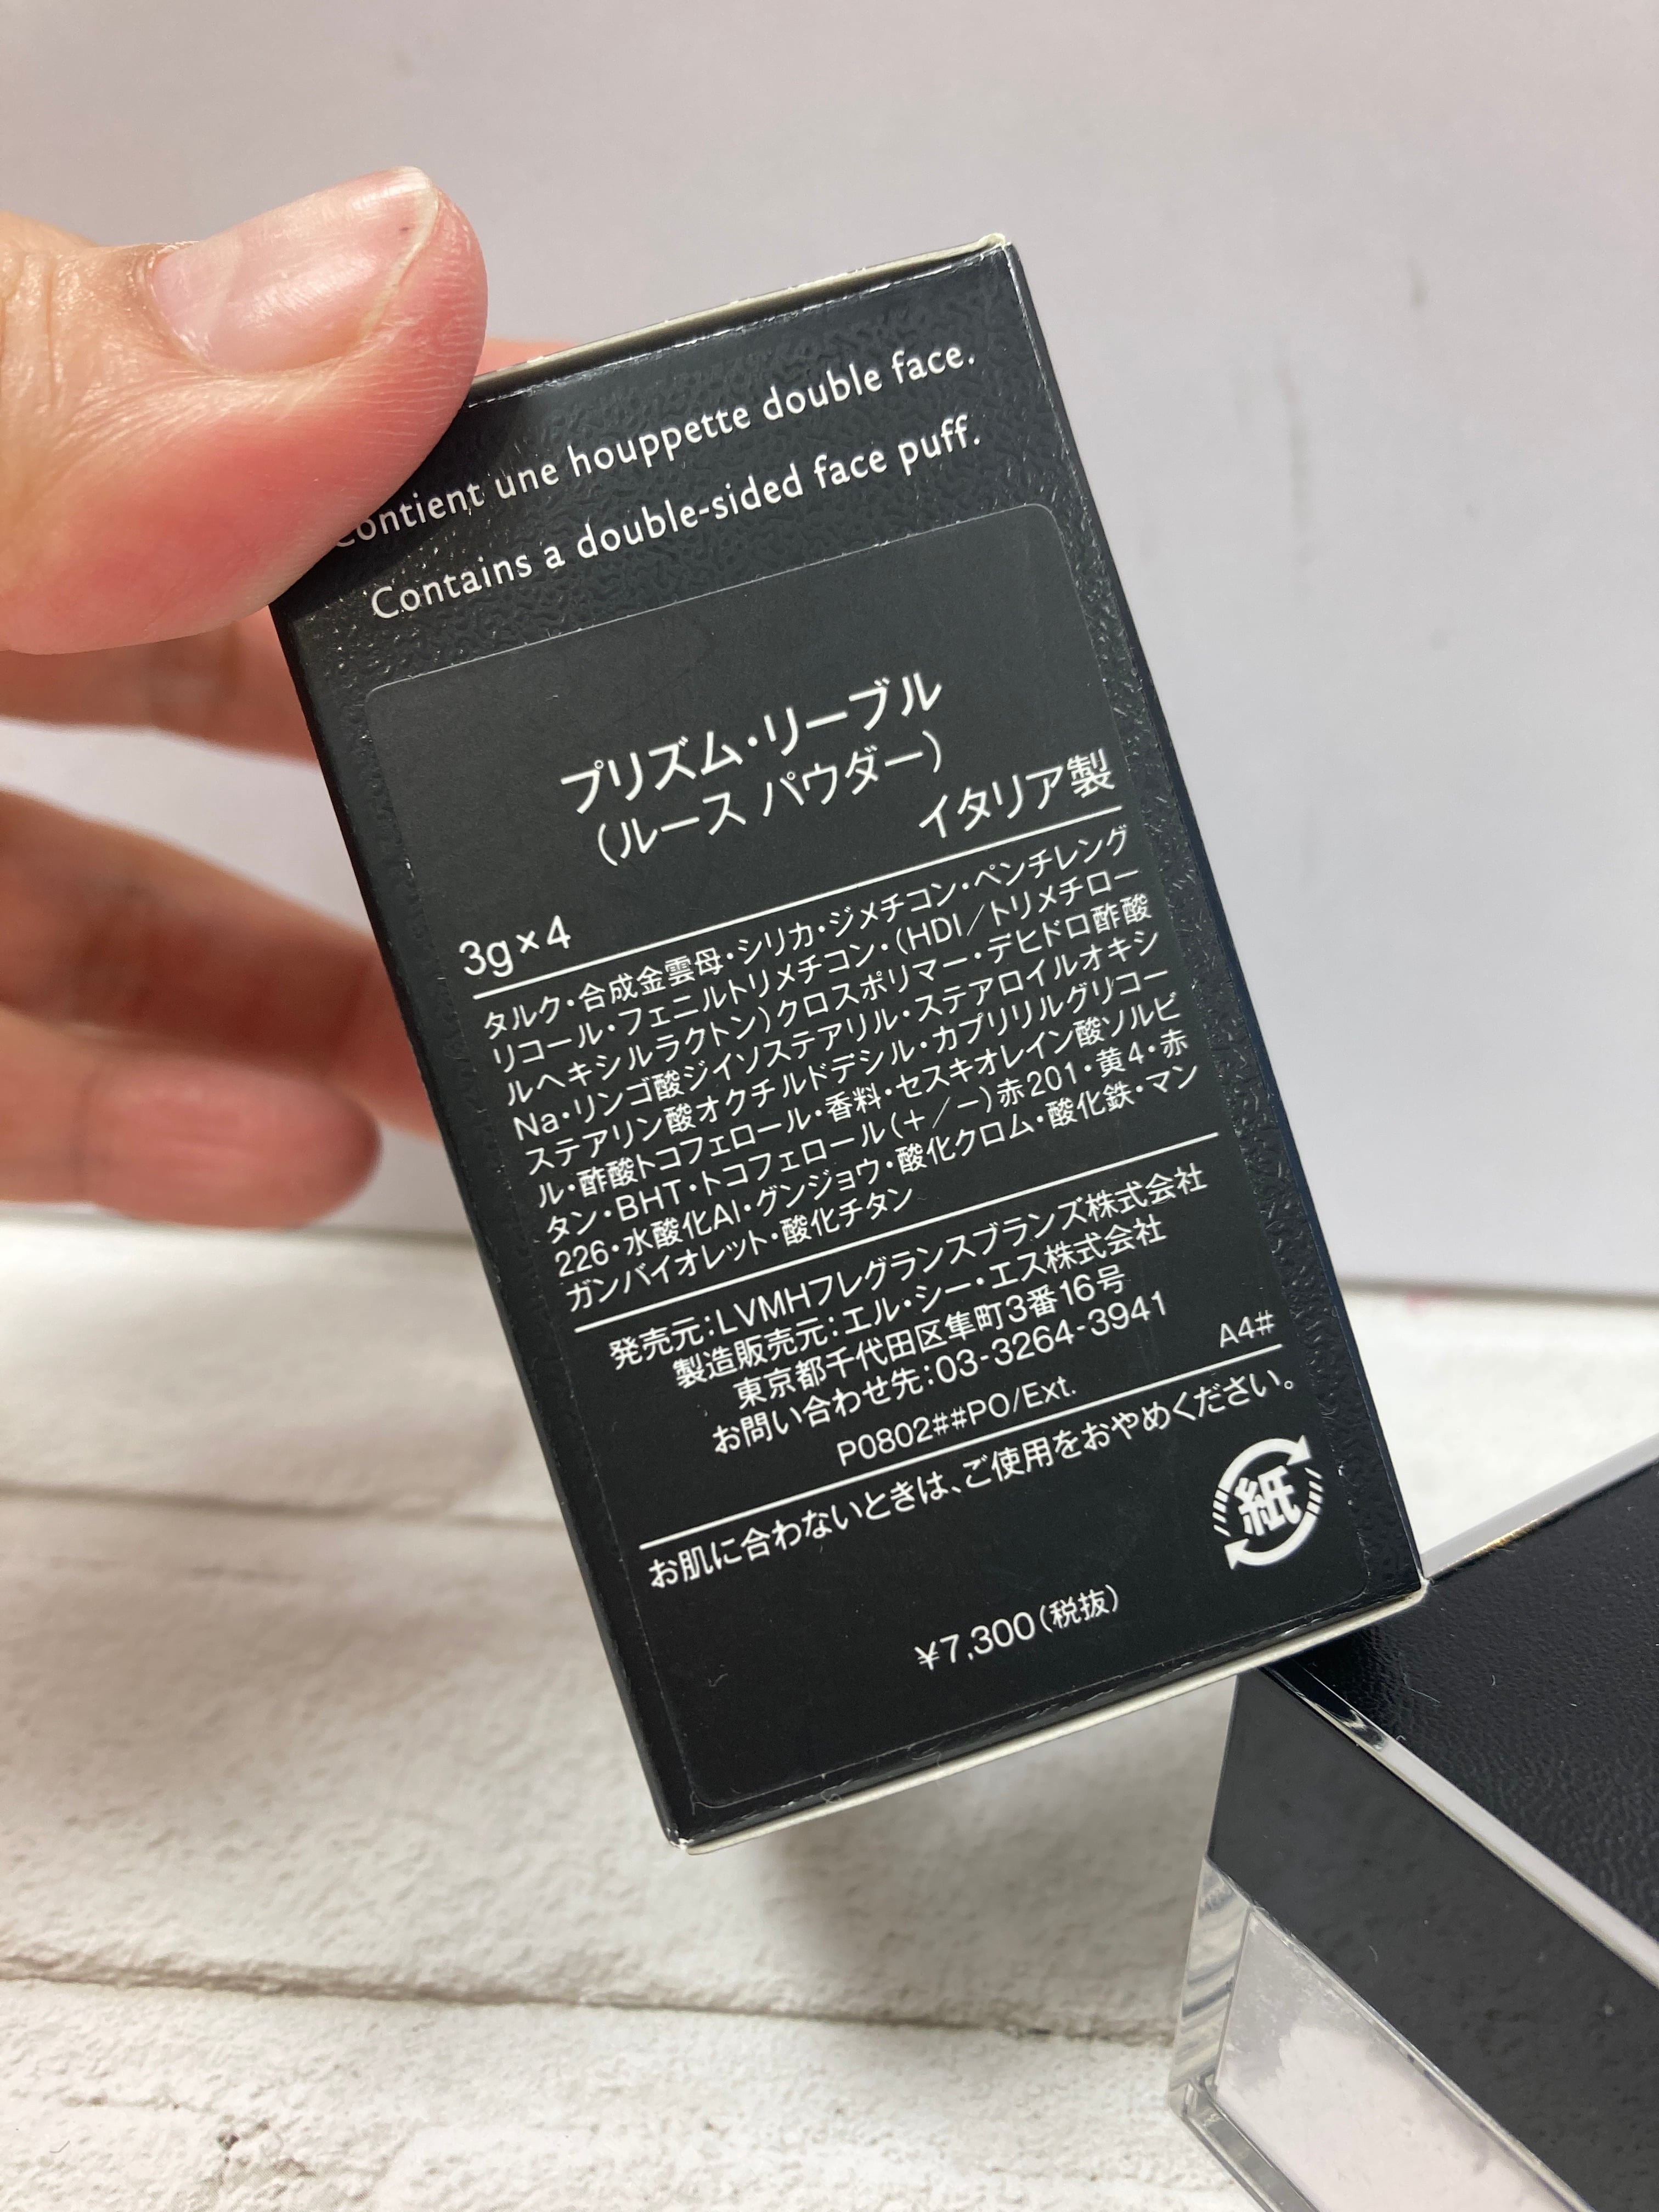 Contient une houppette double face.
Contains a double-sided face puff.
プリズム・リーブル
(ルース パウダー)
イタリア製
3g×4
タルク・合成金雲母・シリカ・ジメチコン・ペンチレング
リコール・フェニルトリメチコン・(HDI/トリメチロー
ルヘキシルラクトン)クロスポリマー・デヒドロ酢酸
Na・リンゴ酸ジイソステアリル・ステアロイルオキシ
ステアリン酸オクチルドデシル・カプリリルグリコー
ル・酢酸トコフェロール・香料・セスキオレイン酸ソルビ
タン・BHT・トコフェロール(+/−)赤201・黄4・赤
226・水酸化Al・グンジョウ・酸化クロム・酸化鉄・マン
ガンバイオレット・酸化チタン
発売元:LVMHフレグランスブランズ株式会社
製造販売元:エル・シー・エス株式会社
東京都千代田区隼町3番16号
お問い合わせ先:03-3264-3941
P0802##PO/Ext.
A4#
お肌に合わないときは、ご使用をおやめください。
紙
¥7,300(税抜)